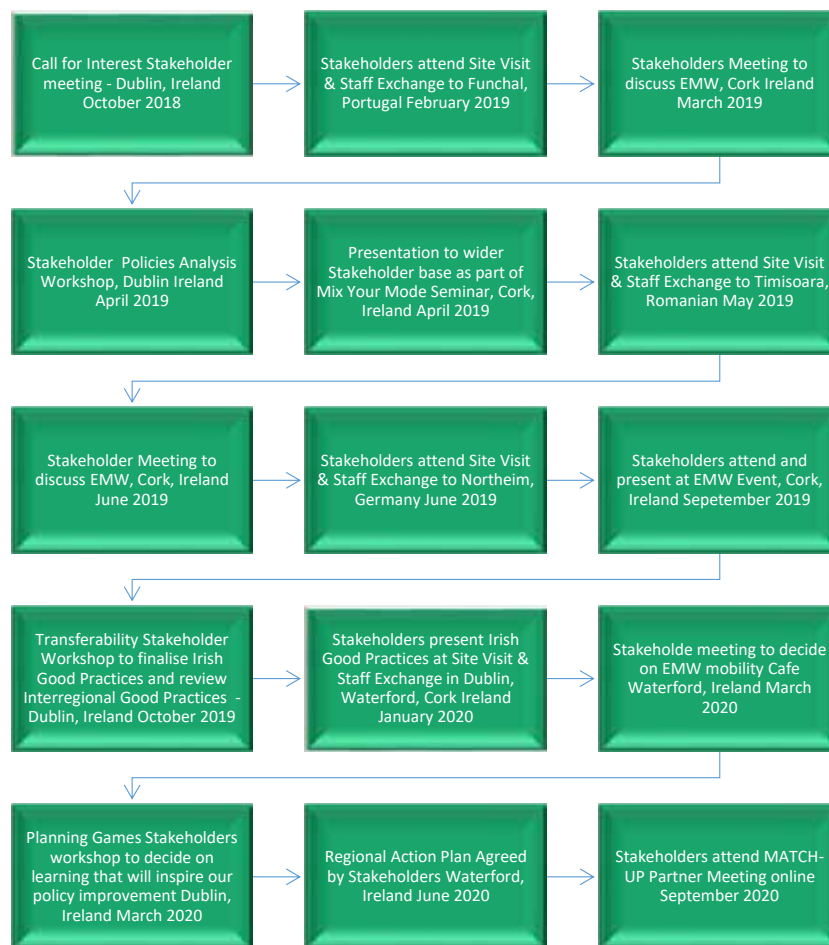 Call for Interest Stakeholder
meeting - Dublin, Ireland
October 2018
Stakeholders attend Site Visit
& Staff Exchange to Funchal,
Portugal February 2019
Stakeholders Meeting to
discuss EMW, Cork Ireland
March 2019
Stakeholder  Policies Analysis
Workshop, Dublin Ireland
April 2019
Presentation to wider
Stakeholder base as part of
Mix Your Mode Seminar, Cork,
Ireland April 2019
Stakeholders attend Site Visit
& Staff Exchange to Timisoara,
Romanian May 2019
Stakeholder Meeting to
discuss EMW, Cork, Ireland
June 2019
Stakeholders attend Site Visit
& Staff Exchange to Northeim,
Germany June 2019
Stakeholders attend and
present at EMW Event, Cork,
Ireland Sepetember 2019
Transferability Stakeholder
Workshop to finalise Irish
Good Practices and review
Interregional Good Practices  -
Dublin, Ireland October 2019
Stakeholders present Irish
Good Practices at Site Visit &
Staff Exchange in Dublin,
Waterford, Cork Ireland
January 2020
Stakeholde meeting to decide
on EMW mobility Cafe
Waterford, Ireland March
2020
Planning Games Stakeholders
workshop to decide on
learning that will inspire our
policy improvement Dublin,
Ireland March 2020
Regional Action Plan Agreed
by Stakeholders Waterford,
Ireland June 2020
Stakeholders attend MATCH-
UP Partner Meeting online
September 2020